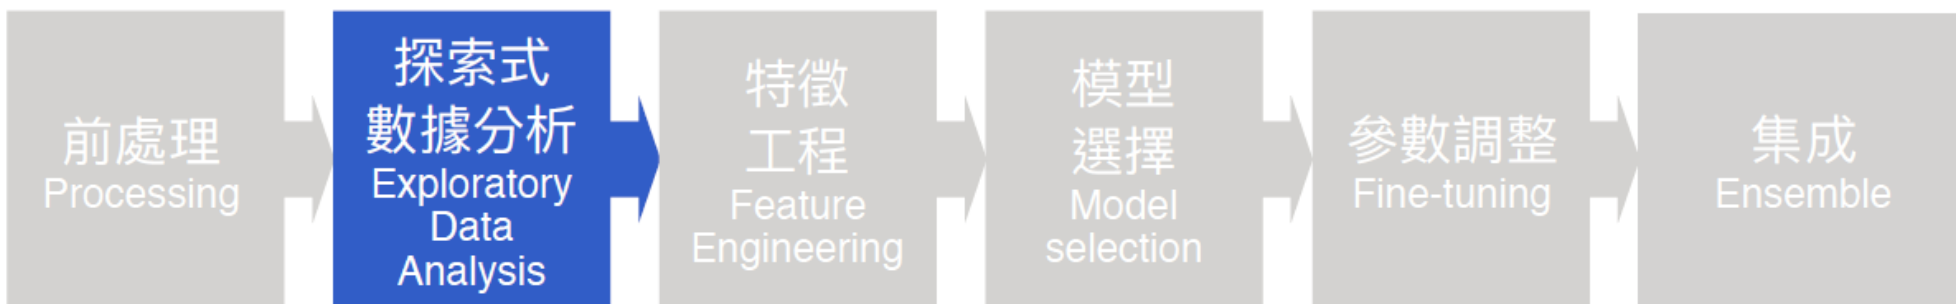 前處理
Processing
探索式
數據分析
Exploratory
Data
Analysis
特徵
工程
Feature
Engineering
模型
選擇
Model
selection
參數調整
Fine-tuning
集成
Ensemble